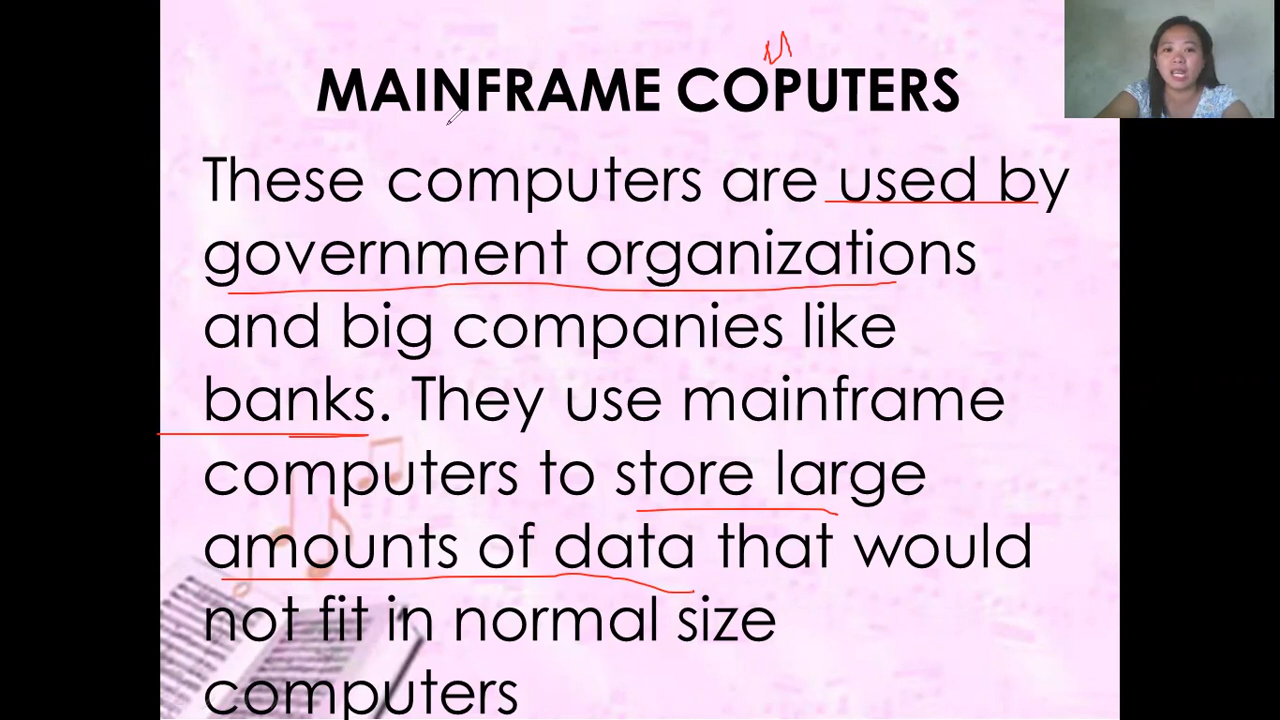 MAINFRAME COPUTERS
These computers are used by
government organizations
and big companies like
banks. They use mainframe
computers to store large
amounts of data that would
not fit in normal size
computers